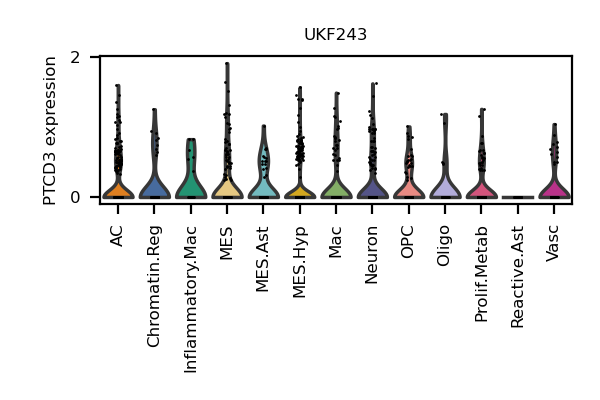 UKF243
PTCD3 expression
2
0
AC
Chromatin.Reg
Inflammatory.Mac
MES
MES.Ast
MES.Hyp
Mac
Neuron
OPC
Oligo
Prolif.Metab
Reactive.Ast
Vasc